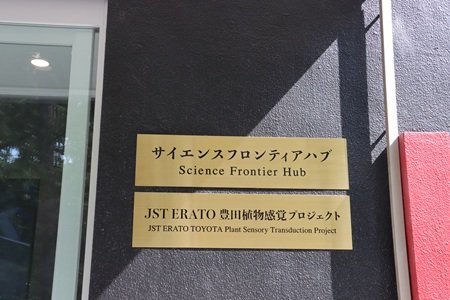 サイエンスフロンティアハブ
Science Frontier Hub
JST ERATO 豊田植物感覚プロジェクト
JST ERATO TOYOTA Plant Sensory Transduction Project